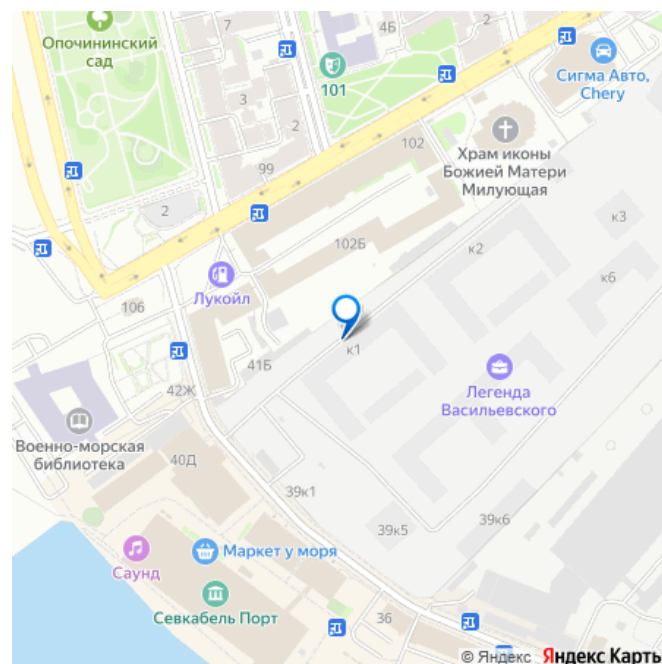 Опочининский
сад
7
4Б
101
Сигма Авто,
Chery
3
2
102
Храм иконы
Божией Матери
Милующая
99
2
к3
102Б
к2
к6
Лукойл
106
к1
41Б
Легенда
Васильевского
42Ж
Военно-морская
библиотека
40Д
39к1
39к6
39к5
Маркет у моря
Саунд
Севкабель Порт
36
© Яндекс Яндекс Карты